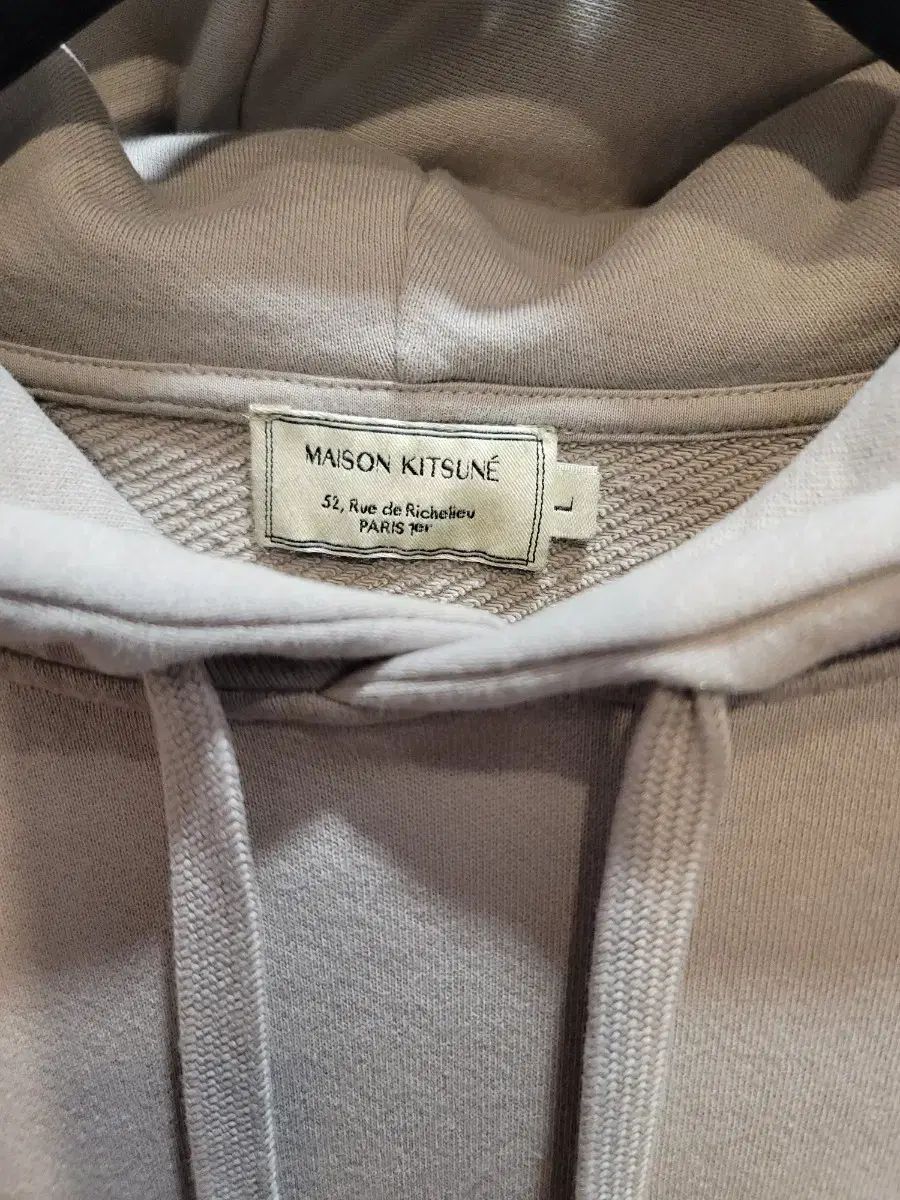 MAISON KITSUNÉ
52, Rue de Richelieu
PARIS 1er
L